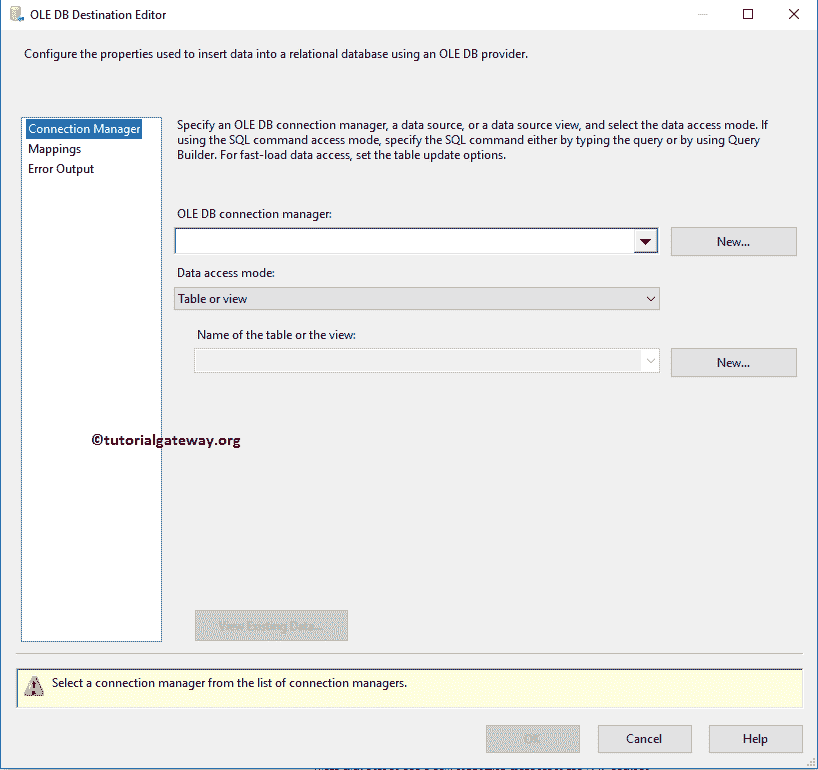 OLE DB Destination Editor
Configure the properties used to insert data into a relational database using an OLE DB provider.
Connection Manager
Mappings
Error Output
Specify an OLE DB connection manager, a data source, or a data source view, and select the data access mode. If
using the SQL command access mode, specify the SQL command either by typing the query or by using Query
Builder. For fast-load data access, set the table update options.
OLE DB connection manager:
New...
Data access mode:
Table or view
Name of the table or the view:
New...
©tutorialgateway.org
View Existing Data...
Select a connection manager from the list of connection managers.
OK
Cancel
Help